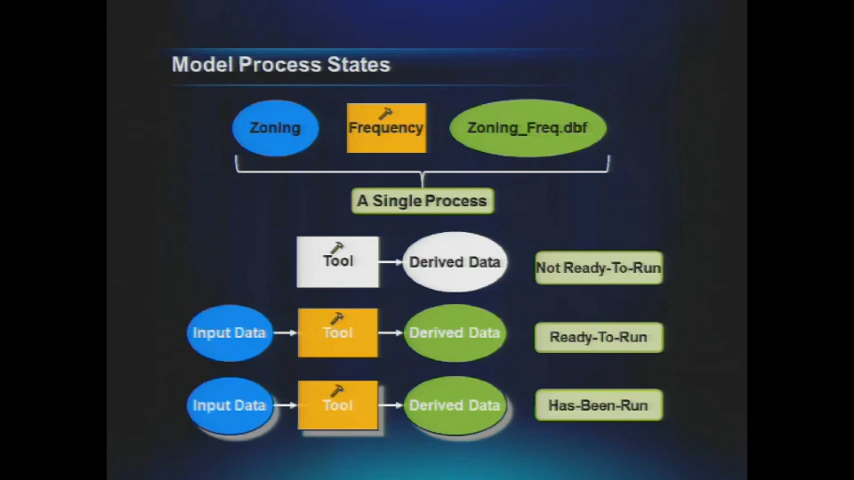 Model Process States
Zoning
Frequency
Zoning_Freq.dbf
A Single Process
Tool
Derived Data
Not Ready-To-Run
Input Data
Tool
Derived Data
Ready-To-Run
Input Data
Tool
Derived Data
Has-Been-Run